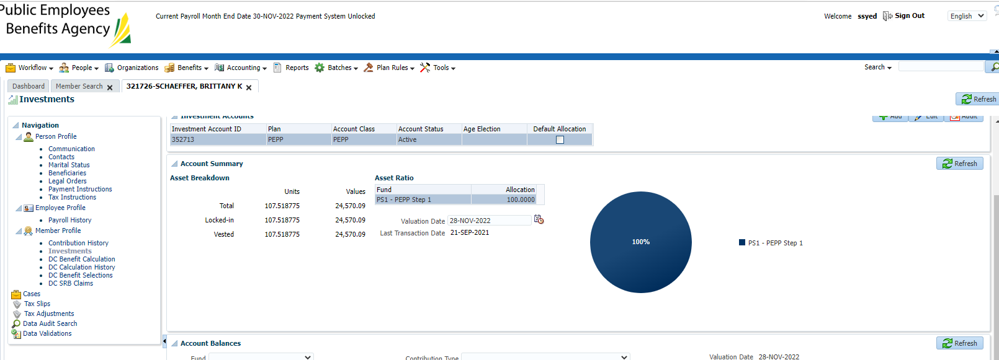 Public Employees
Benefits Agency
Current Payroll Month End Date 30-NOV-2022 Payment System Unlocked
Welcome ssyed Sign Out English
Workflow People Organizations Benefits Accounting Reports Batches Plan Rules Tools Search
Dashboard Member Search 321726-SCHAEFFER, BRITTANY K
Investments Refresh
Navigation
Person Profile
Communication
Contacts
Marital Status
Beneficiaries
Legal Orders
Payment Instructions
Tax Instructions
Employee Profile
Payroll History
Member Profile
Contribution History
Investments
DC Benefit Calculation
DC Calculation History
DC Benefit Selections
DC SRB Claims
Cases
Tax Slips
Tax Adjustments
Data Audit Search
Data Validations
Investment Accounts Add Edit Audit
Investment Account ID Plan Account Class Account Status Age Election Default Allocation
352713 PEPP PEPP Active
Account Summary Refresh
Asset Breakdown
Units Values
Total 107.518775 24,570.09
Locked-in 107.518775 24,570.09
Vested 107.518775 24,570.09
Asset Ratio
Fund Allocation
PS1 - PEPP Step 1 100.0000
Valuation Date 28-NOV-2022
Last Transaction Date 21-SEP-2021
100%
PS1 - PEPP Step 1
Account Balances Refresh
Fund Contribution Type Valuation Date 28-NOV-2022